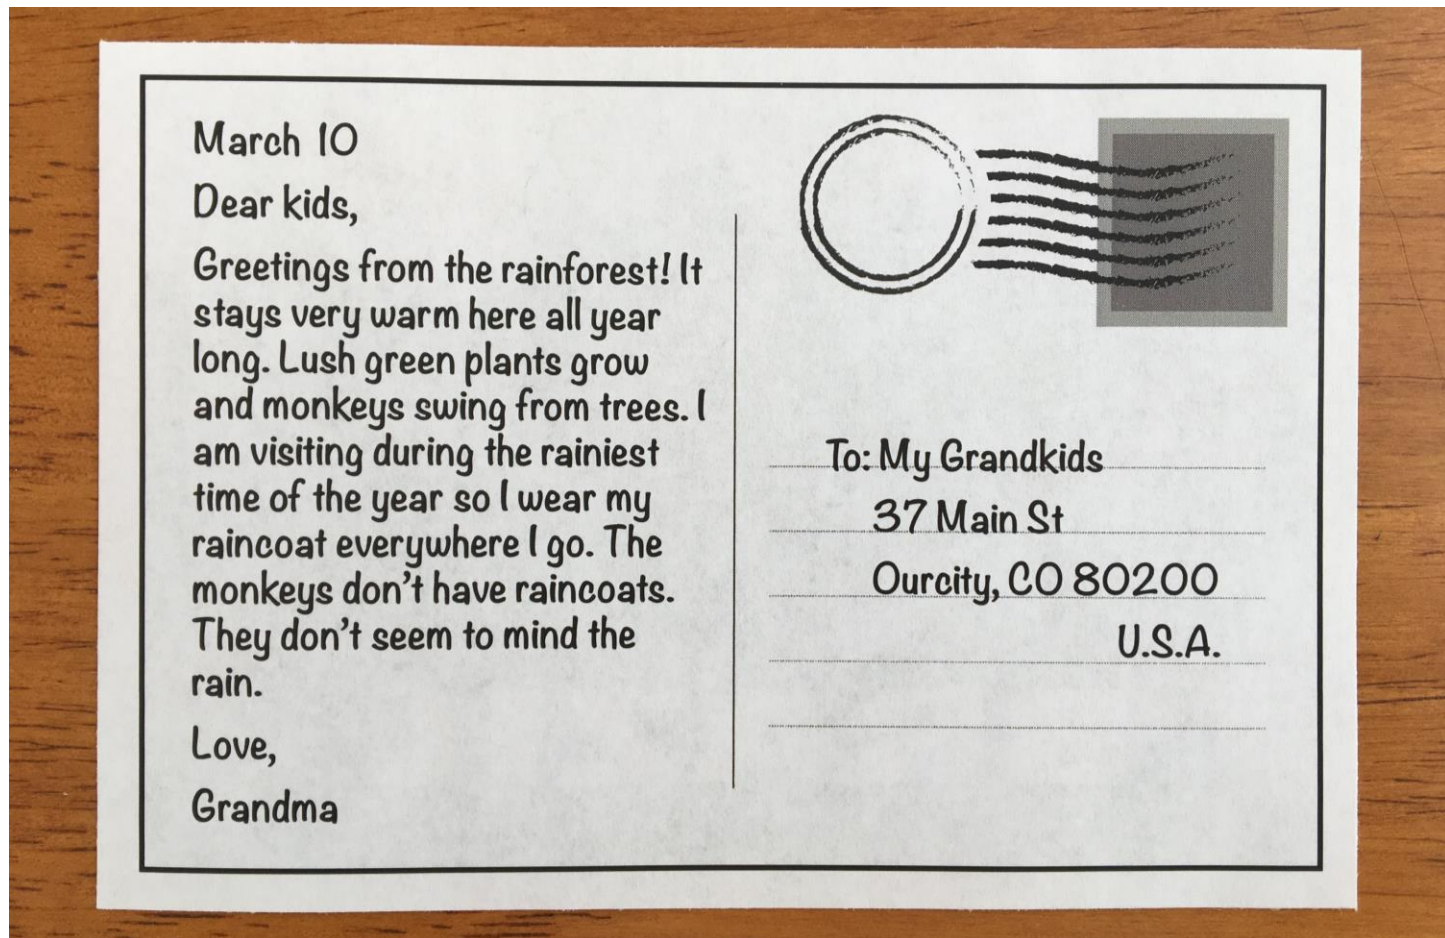 March 10
Dear kids,
Greetings from the rainforest! It
stays very warm here all year
long. Lush green plants grow
and monkeys swing from trees. I
am visiting during the rainiest
time of the year so I wear my
raincoat everywhere I go. The
monkeys don't have raincoats.
They don't seem to mind the
rain.
Love,
Grandma
To: My Grandkids
37 Main St
Ourcity, CO 80200
U.S.A.